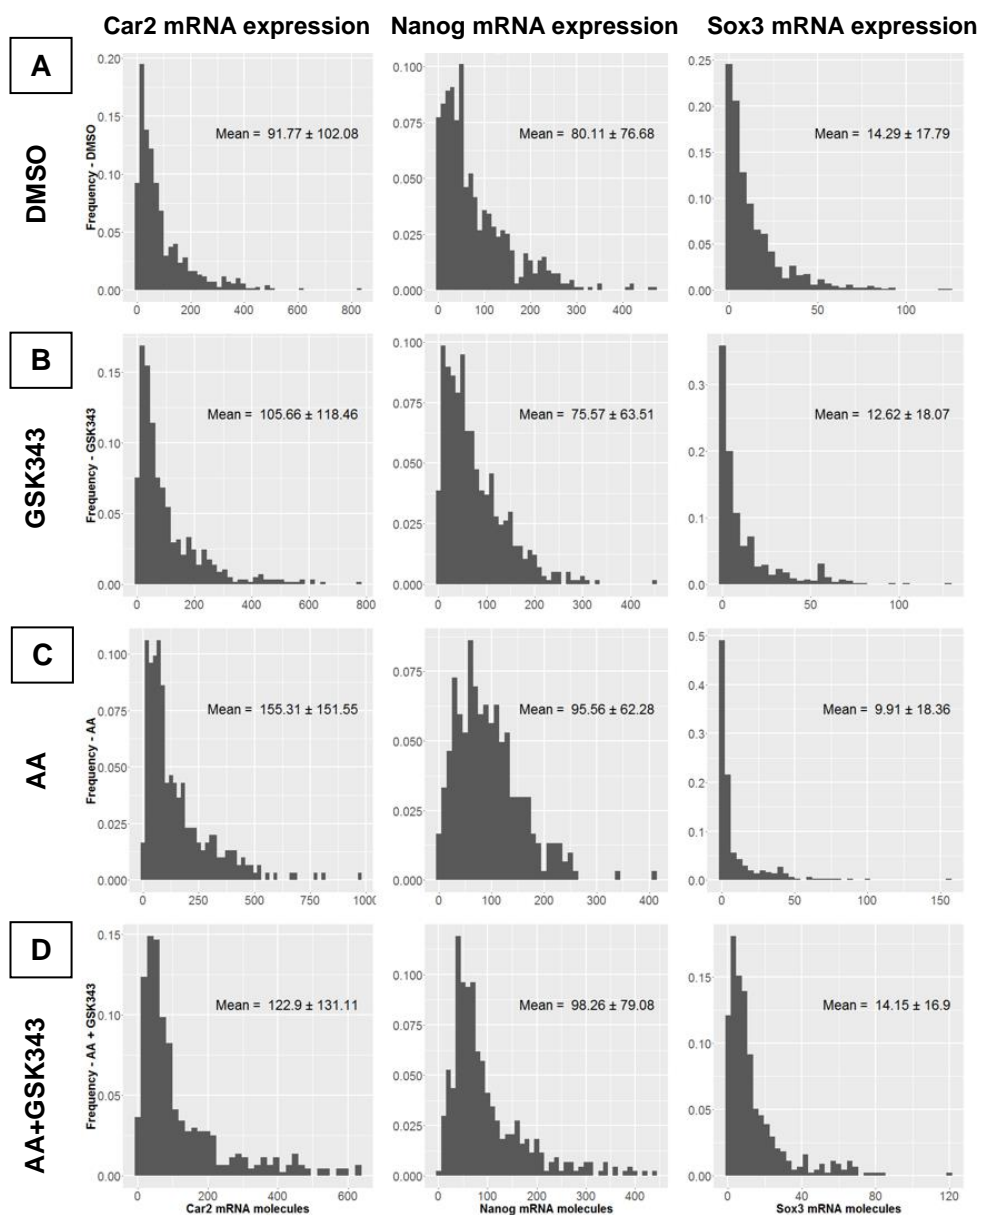 Car2 mRNA expression Nanog mRNA expression Sox3 mRNA expression
A
DMSO
Frequency - DMSO
0.20
0.15
0.10
0.05
0.00
Mean = 91.77 ± 102.08
0 200 400 600 800
0.100
0.075
0.050
0.025
0.000
Mean = 80.11 ± 76.68
0 100 200 300 400
0.25
0.20
0.15
0.10
0.05
0.00
Mean = 14.29 ± 17.79
0 50 100
B
GSK343
Frequency - GSK343
0.15
0.10
0.05
0.00
Mean = 105.66 ± 118.46
0 200 400 600 800
0.100
0.075
0.050
0.025
0.000
Mean = 75.57 ± 63.51
0 100 200 300 400
0.3
0.2
0.1
0.0
Mean = 12.62 ± 18.07
0 50 100
C
AA
Frequency - AA
0.100
0.075
0.050
0.025
0.000
Mean = 155.31 ± 151.55
0 250 500 750 1000
0.075
0.050
0.025
0.000
Mean = 95.56 ± 62.28
0 100 200 300 400
0.5
0.4
0.3
0.2
0.1
0.0
Mean = 9.91 ± 18.36
0 50 100 150
D
AA+GSK343
Frequency - AA + GSK343
0.15
0.10
0.05
0.00
Mean = 122.9 ± 131.11
0 200 400 600
Car2 mRNA molecules
0.100
0.075
0.050
0.025
0.000
Mean = 98.26 ± 79.08
0 100 200 300 400
Nanog mRNA molecules
0.15
0.10
0.05
0.00
Mean = 14.15 ± 16.9
0 40 80 120
Sox3 mRNA molecules